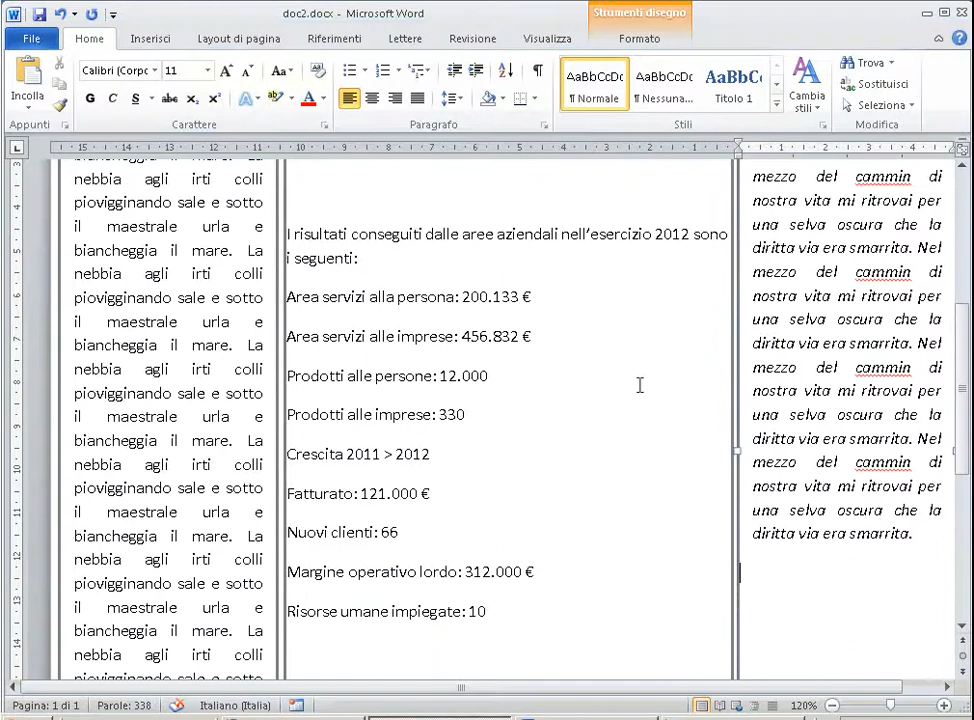 doc2.docx - Microsoft Word
Strumenti disegno
File Home Inserisci Layout di pagina Riferimenti Lettere Revisione Visualizza Formato
Calibri (Corpo 11
AaBbCcDc AaBbCcDc AaBbC
Incolla
G C S abc x₂ x²
¶ Normale ¶ Nessuna... Titolo 1
Cambia stili
Trova
Sostituisci
Seleziona
Appunti Carattere Paragrafo Stili Modifica
biancheggia il mare. La
nebbia agli irti colli
piovigginando sale e sotto
il maestrale urla e
biancheggia il mare. La
nebbia agli irti colli
piovigginando sale e sotto
il maestrale urla e
biancheggia il mare. La
nebbia agli irti colli
piovigginando sale e sotto
il maestrale urla e
biancheggia il mare. La
nebbia agli irti colli
piovigginando sale e sotto
il maestrale urla e
biancheggia il mare. La
nebbia agli irti colli
piovigginando sale e sotto
il maestrale urla e
biancheggia il mare. La
nebbia agli irti colli
piovigginando sale e sotto
I risultati conseguiti dalle aree aziendali nell'esercizio 2012 sono
i seguenti:
Area servizi alla persona: 200.133 €
Area servizi alle imprese: 456.832 €
Prodotti alle persone: 12.000
Prodotti alle imprese: 330
Crescita 2011 > 2012
Fatturato: 121.000 €
Nuovi clienti: 66
Margine operativo lordo: 312.000 €
Risorse umane impiegate: 10
mezzo del cammin di
nostra vita mi ritrovai per
una selva oscura che la
diritta via era smarrita. Nel
mezzo del cammin di
nostra vita mi ritrovai per
una selva oscura che la
diritta via era smarrita. Nel
mezzo del cammin di
nostra vita mi ritrovai per
una selva oscura che la
diritta via era smarrita. Nel
mezzo del cammin di
nostra vita mi ritrovai per
una selva oscura che la
diritta via era smarrita.
Pagina: 1 di 1 Parole: 338 Italiano (Italia) 120%